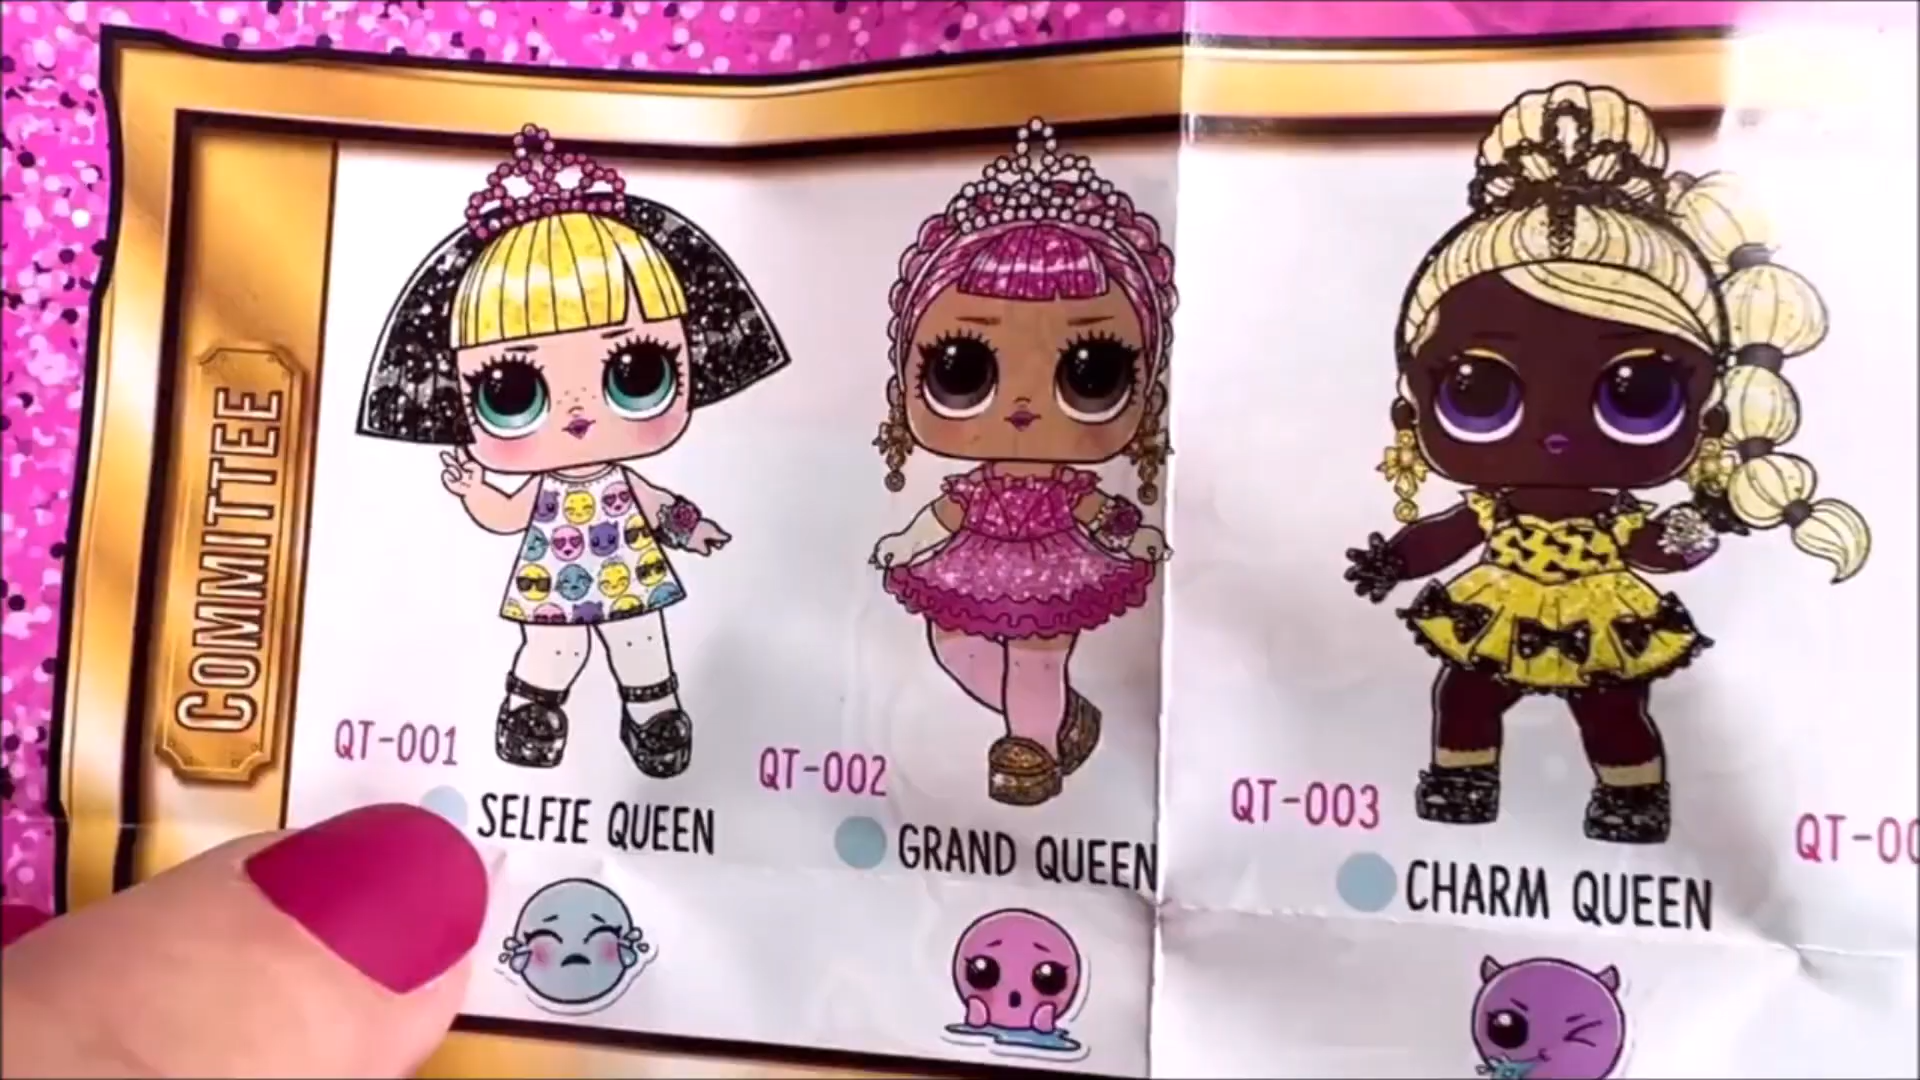 COMMITTEE
QT-001
SELFIE QUEEN
QT-002
GRAND QUEEN
QT-003
CHARM QUEEN